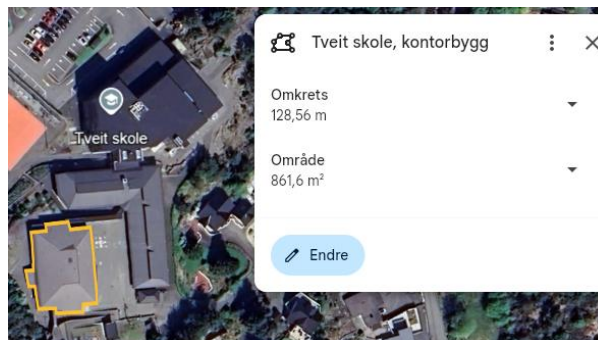 Tveit skole
Tveit skole, kontorbygg
Omkrets
128,56 m
Område
861,6 m²
Endre